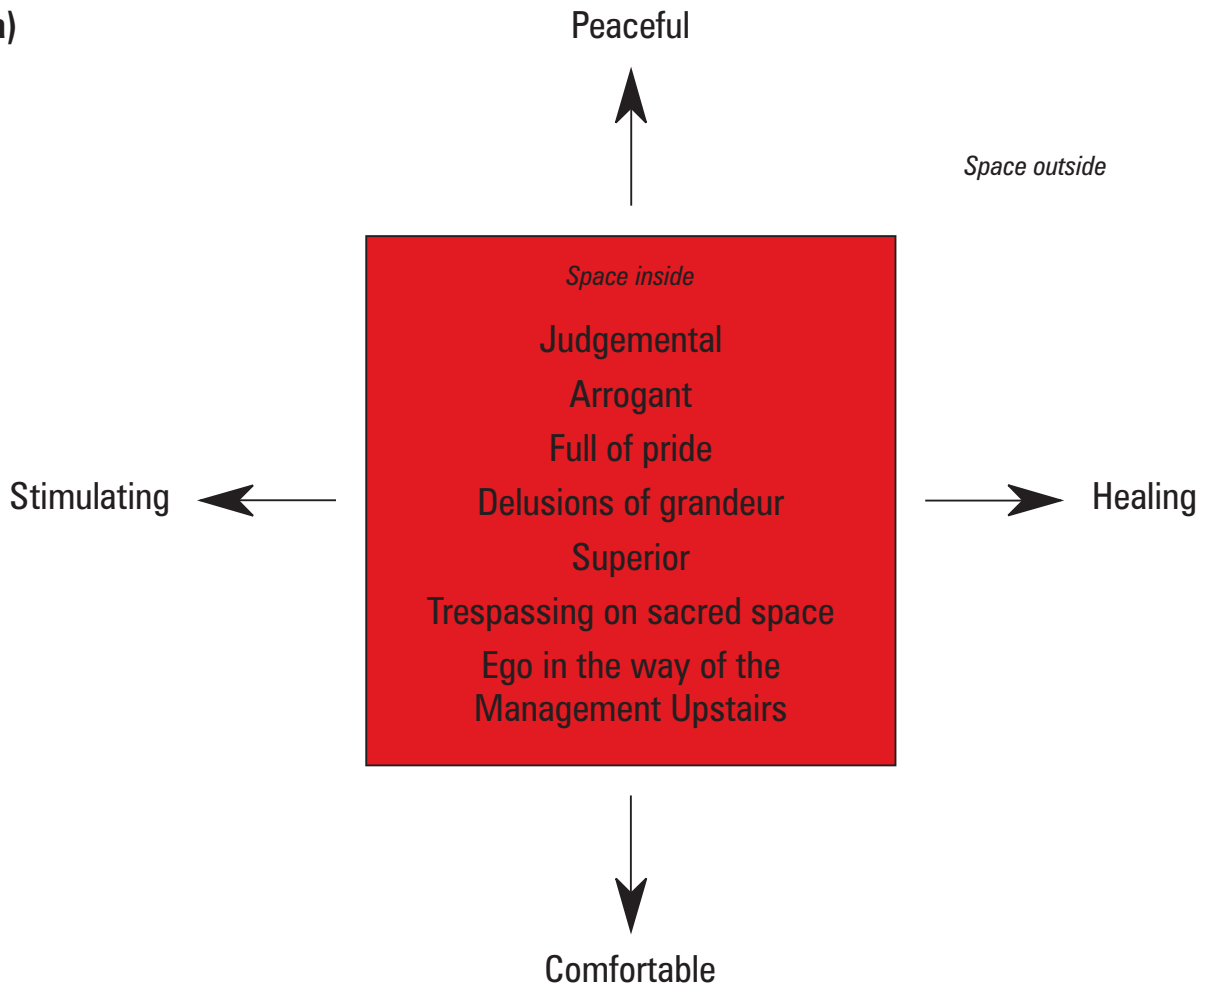 Peaceful
Space outside
Space inside
Judgemental
Arrogant
Full of pride
Stimulating
Delusions of grandeur
Healing
Superior
Trespassing on sacred space
Ego in the way of the
Management Upstairs
Comfortable